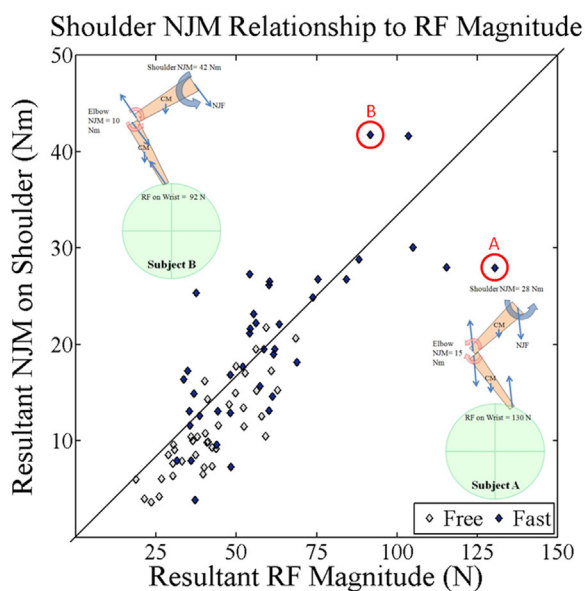 Shoulder NJM Relationship to RF Magnitude
Resultant NJM on Shoulder (Nm)
50
40
30
20
10
Shoulder NJM= 42 Nm
CM
NJF
Elbow
NJM = 10
Nm
CM
RF on Wrist = 92 N
Subject B
B
A
Shoulder NJM= 28 Nm
CM
NJF
Elbow
NJM= 15
Nm
CM
RF on Wrist = 130 N
Subject A
Free Fast
25 50 75 100 125 150
Resultant RF Magnitude (N)